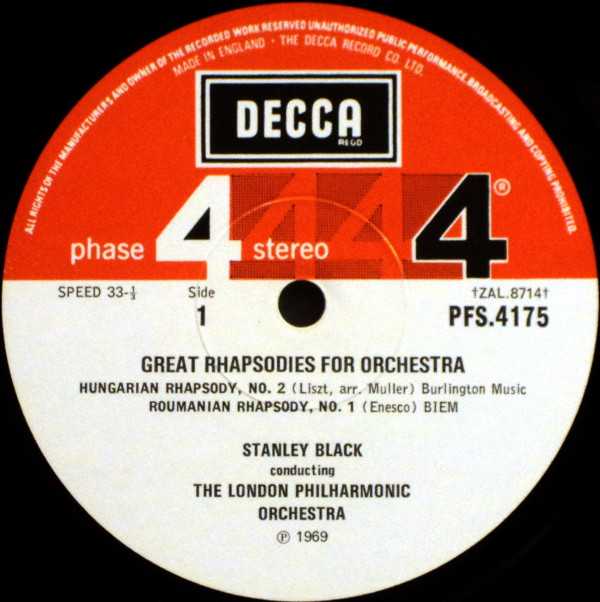 ALL RIGHTS OF THE MANUFACTURERS AND OWNER OF THE RECORDED WORK RESERVED UNAUTHORIZED PUBLIC PERFORMANCE, BROADCASTING AND COPYING PROHIBITED.
MADE IN ENGLAND · THE DECCA RECORD CO. LTD.
DECCA
REGD
phase 4 stereo 4 4 4®
SPEED 33-⅓ Side †ZAL.8714†
1 PFS.4175
GREAT RHAPSODIES FOR ORCHESTRA
HUNGARIAN RHAPSODY, NO. 2 (Liszt, arr. Muller) Burlington Music
ROUMANIAN RHAPSODY, NO. 1 (Enesco) BIEM
STANLEY BLACK
conducting
THE LONDON PHILHARMONIC
ORCHESTRA
℗ 1969